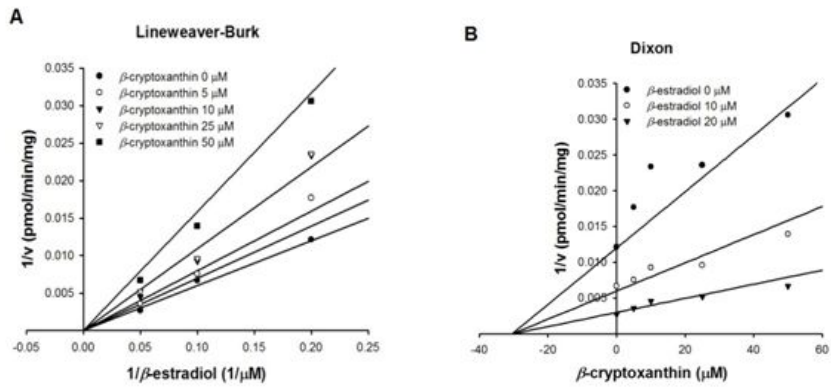 A
Lineweaver-Burk
0.035
0.030
0.025
0.020
0.015
0.010
0.005
β-cryptoxanthin 0 μM
β-cryptoxanthin 5 μM
β-cryptoxanthin 10 μM
β-cryptoxanthin 25 μM
β-cryptoxanthin 50 μM
1/v (pmol/min/mg)
-0.05 0.00 0.05 0.10 0.15 0.20 0.25
1/β-estradiol (1/μM)
B
Dixon
0.035
0.030
0.025
0.020
0.015
0.010
0.005
β-estradiol 0 μM
β-estradiol 10 μM
β-estradiol 20 μM
1/v (pmol/min/mg)
-40 -20 0 20 40 60
β-cryptoxanthin (μM)